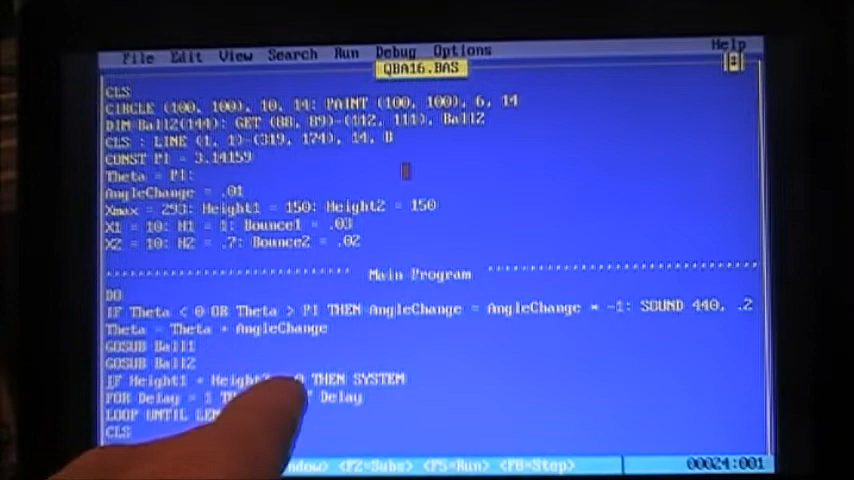 File Edit View Search Run Debug Options Help
QBA16.BAS
CLS
CIRCLE (100, 100), 10, 14: PAINT (100, 100), 6, 14
DIM Ball2(144): GET (88, 89)-(112, 111), Ball2
CLS : LINE (1, 1)-(319, 174), 14, B
CONST PI = 3.14159
Theta = PI:
AngleChange = .01
Xmax = 293: Height1 = 150: Height2 = 150
X1 = 10: H1 = 1: Bounce1 = .03
X2 = 10: H2 = .7: Bounce2 = .02
Main Program
DO
IF Theta < 0 OR Theta > PI THEN AngleChange = AngleChange * -1: SOUND 440, .2
Theta = Theta + AngleChange
GOSUB Ball1
GOSUB Ball2
IF Height1 + Height2 0 THEN SYSTEM
FOR Delay = 1 Delay
LOOP UNTIL
CLS
<F2=Subs> <F5=Run> <F8=Step> 00024:001